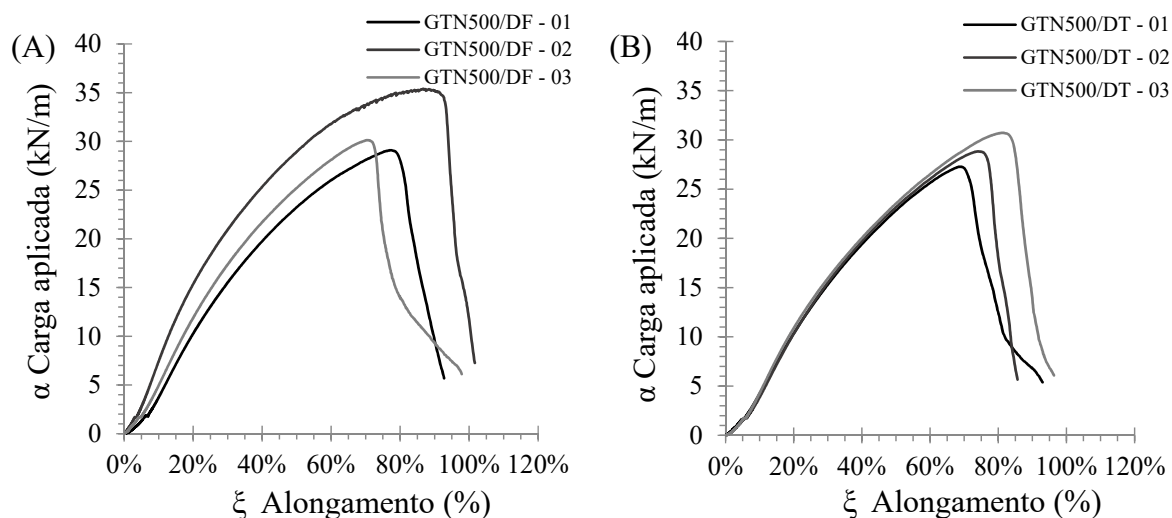 (A)
GTN500/DF - 01
GTN500/DF - 02
GTN500/DF - 03
α Carga aplicada (kN/m)
40
35
30
25
20
15
10
5
0
0% 20% 40% 60% 80% 100% 120%
ξ Alongamento (%)
(B)
GTN500/DT - 01
GTN500/DT - 02
GTN500/DT - 03
α Carga aplicada (kN/m)
40
35
30
25
20
15
10
5
0
0% 20% 40% 60% 80% 100% 120%
ξ Alongamento (%)